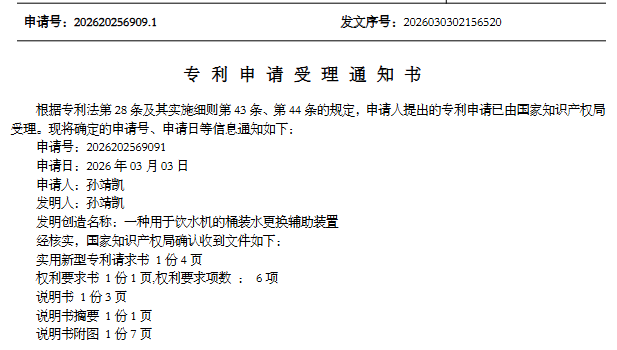 申请号：202620256909.1
发文序号：2026030302156520
专利申请受理通知书
根据专利法第 28 条及其实施细则第 43 条、第 44 条的规定，申请人提出的专利申请已由国家知识产权局
受理。现将确定的申请号、申请日等信息通知如下：
申请号：2026202569091
申请日：2026 年 03 月 03 日
申请人：孙靖凯
发明人：孙靖凯
发明创造名称：一种用于饮水机的桶装水更换辅助装置
经核实，国家知识产权局确认收到文件如下：
实用新型专利请求书 1 份 4 页
权利要求书 1 份 1 页,权利要求项数 ： 6 项
说明书 1 份 3 页
说明书摘要 1 份 1 页
说明书附图 1 份 7 页